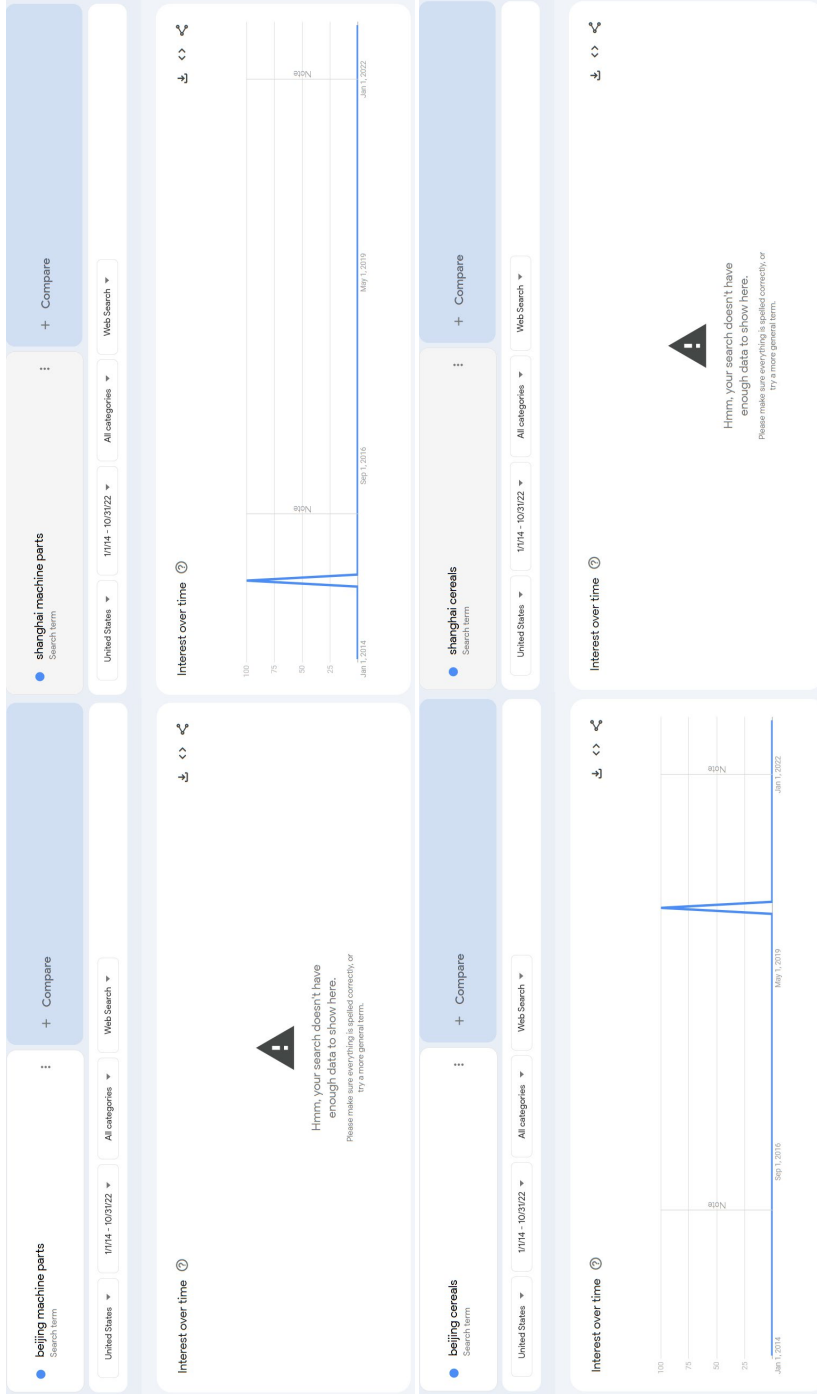 beijing machine parts
Search term
+ Compare
United States
1/1/14 - 10/31/22
All categories
Web Search
Interest over time
Hmm, your search doesn't have
enough data to show here.
Please make sure everything is spelled correctly, or
try a more general term.
shanghai machine parts
Search term
+ Compare
United States
1/1/14 - 10/31/22
All categories
Web Search
Interest over time
100
75
50
25
Note
Note
Jan 1, 2014
Sep 1, 2016
May 1, 2019
Jan 1, 2022
beijing cereals
Search term
+ Compare
United States
1/1/14 - 10/31/22
All categories
Web Search
Interest over time
100
75
50
25
Note
Note
Jan 1, 2014
Sep 1, 2016
May 1, 2019
Jan 1, 2022
shanghai cereals
Search term
+ Compare
United States
1/1/14 - 10/31/22
All categories
Web Search
Interest over time
Hmm, your search doesn't have
enough data to show here.
Please make sure everything is spelled correctly, or
try a more general term.